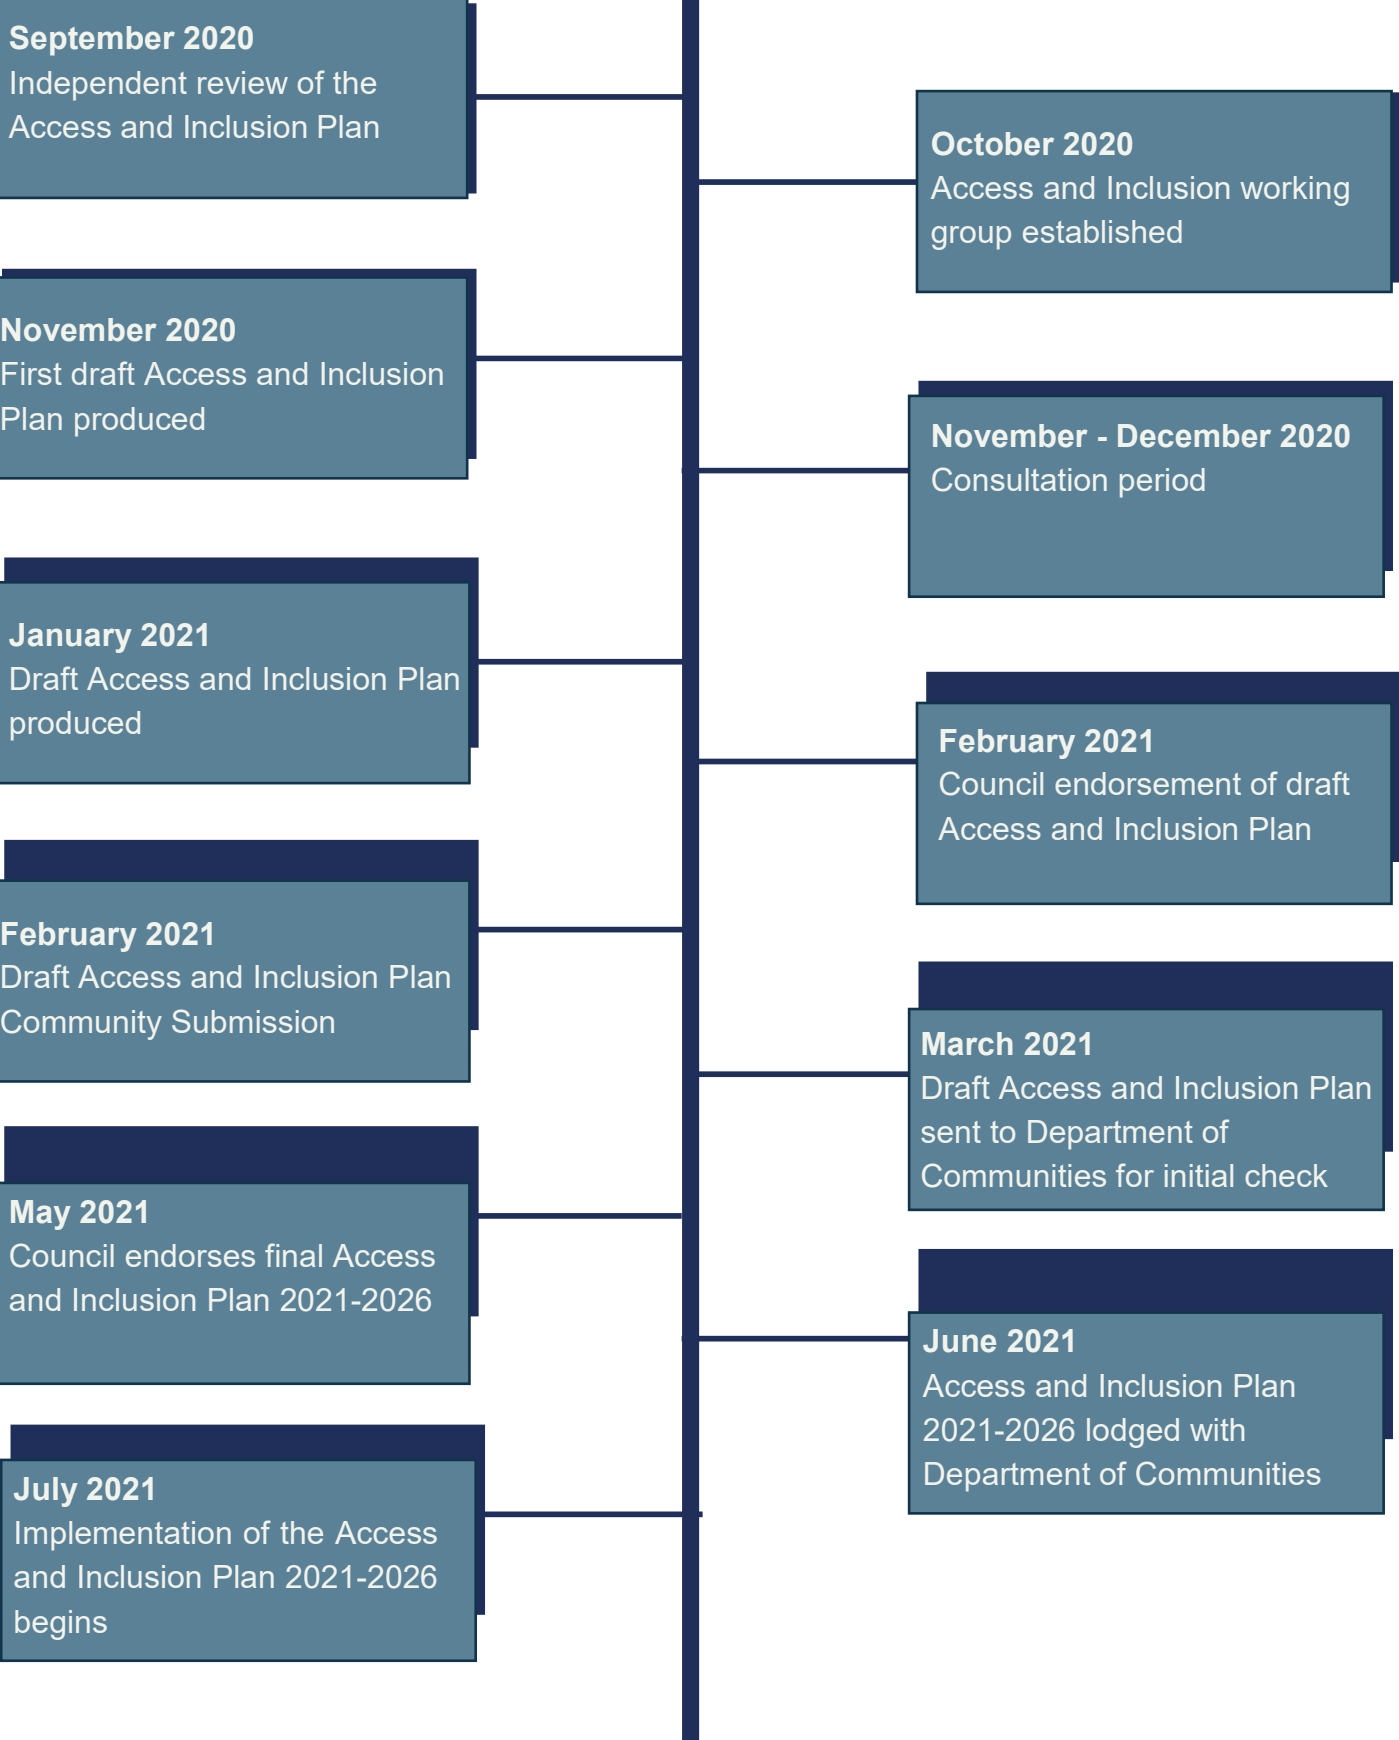 September 2020
Independent review of the
Access and Inclusion Plan
October 2020
Access and Inclusion working
group established
November 2020
First draft Access and Inclusion
Plan produced
November - December 2020
Consultation period
January 2021
Draft Access and Inclusion Plan
produced
February 2021
Council endorsement of draft
Access and Inclusion Plan
February 2021
Draft Access and Inclusion Plan
Community Submission
March 2021
Draft Access and Inclusion Plan
sent to Department of
Communities for initial check
May 2021
Council endorses final Access
and Inclusion Plan 2021-2026
June 2021
Access and Inclusion Plan
2021-2026 lodged with
Department of Communities
July 2021
Implementation of the Access
and Inclusion Plan 2021-2026
begins